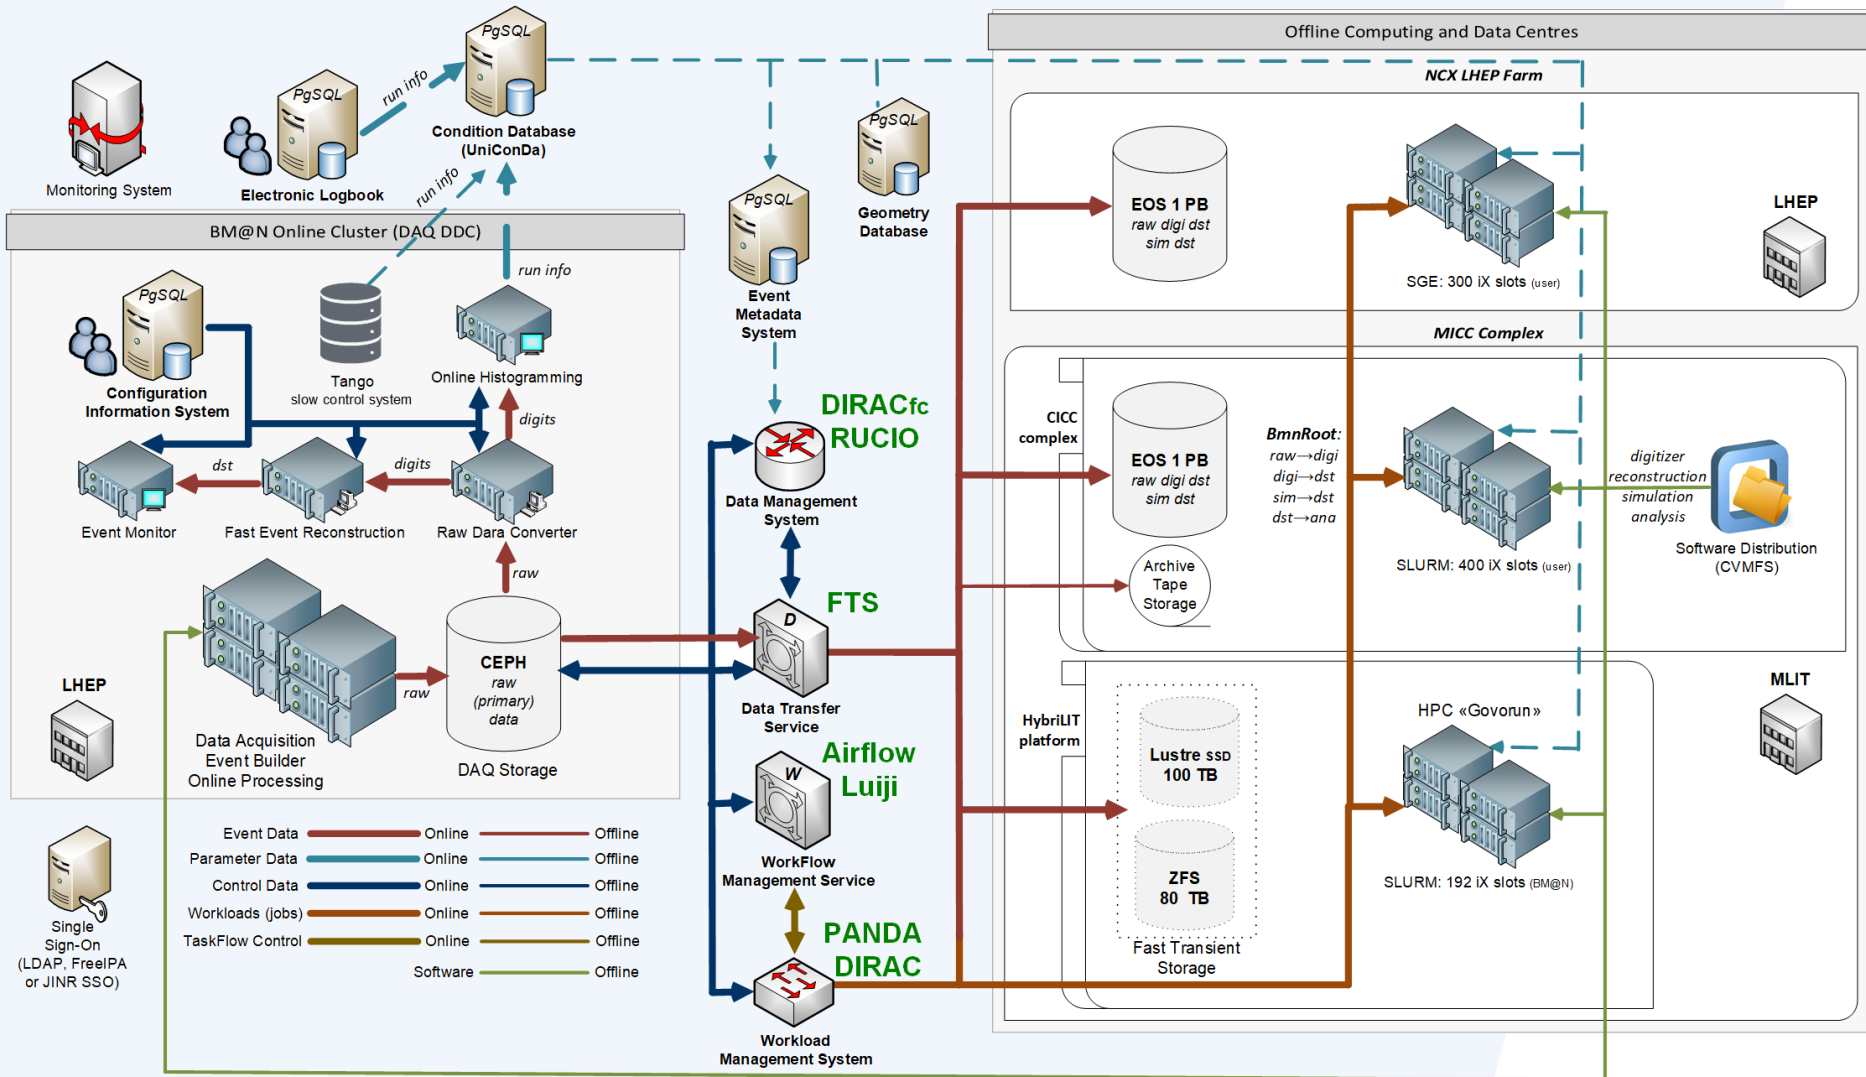 Offline Computing and Data Centres
NCX LHEP Farm
PgSQL
run info
PgSQL
Condition Database
(UniConDa)
Monitoring System
Electronic Logbook
run info
PgSQL
Geometry
Database
PgSQL
Event
Metadata
System
EOS 1 PB
raw digi dst
sim dst
SGE: 300 iX slots (user)
LHEP
BM@N Online Cluster (DAQ DDC)
run info
PgSQL
Configuration
Information System
Tango
slow control system
Online Histogramming
digits
dst
digits
Event Monitor
Fast Event Reconstruction
Raw Dara Converter
raw
CEPH
raw
(primary)
data
raw
DAQ Storage
LHEP
Data Acquisition
Event Builder
Online Processing
DIRACfc
RUCIO
Data Management
System
FTS
D
Data Transfer
Service
Airflow
Luiji
W
WorkFlow
Management Service
PANDA
DIRAC
Workload
Management System
MICC Complex
CICC
complex
EOS 1 PB
raw digi dst
sim dst
Archive
Tape
Storage
BmnRoot:
raw→digi
digi→dst
sim→dst
dst→ana
SLURM: 400 iX slots (user)
digitizer
reconstruction
simulation
analysis
Software Distribution
(CVMFS)
HybriLIT
platform
Lustre SSD
100 TB
ZFS
80 TB
Fast Transient
Storage
HPC «Govorun»
SLURM: 192 iX slots (BM@N)
MLIT
Single
Sign-On
(LDAP, FreeIPA
or JINR SSO)
Event Data Online Offline
Parameter Data Online Offline
Control Data Online Offline
Workloads (jobs) Online Offline
TaskFlow Control Online Offline
Software Offline